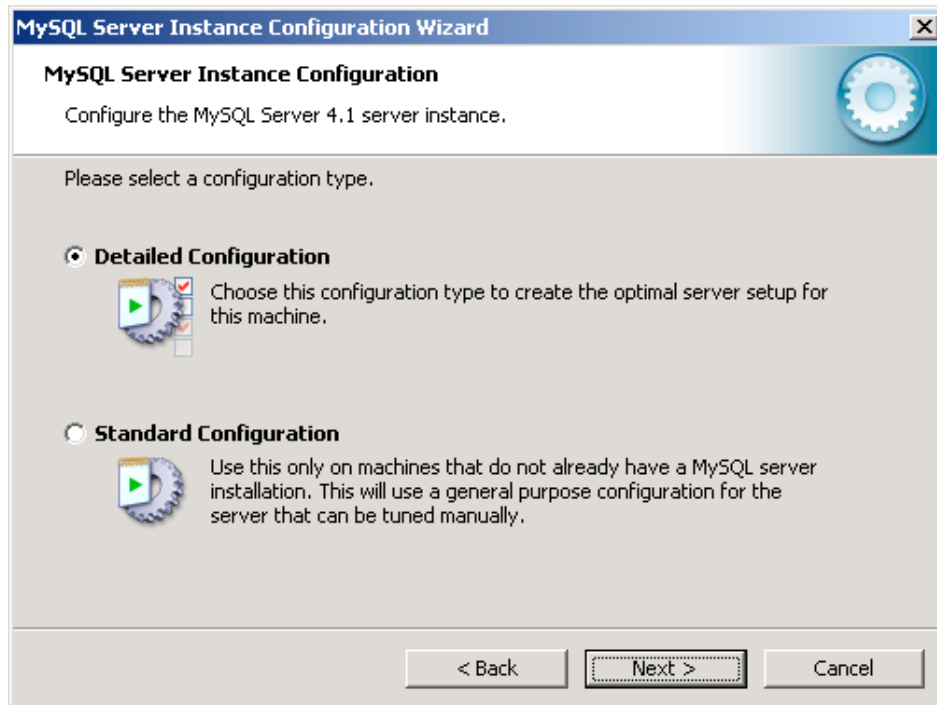 MySQL Server Instance Configuration Wizard
MySQL Server Instance Configuration
Configure the MySQL Server 4.1 server instance.
Please select a configuration type.
Detailed Configuration
Choose this configuration type to create the optimal server setup for
this machine.
Standard Configuration
Use this only on machines that do not already have a MySQL server
installation. This will use a general purpose configuration for the
server that can be tuned manually.
< Back
Next >
Cancel